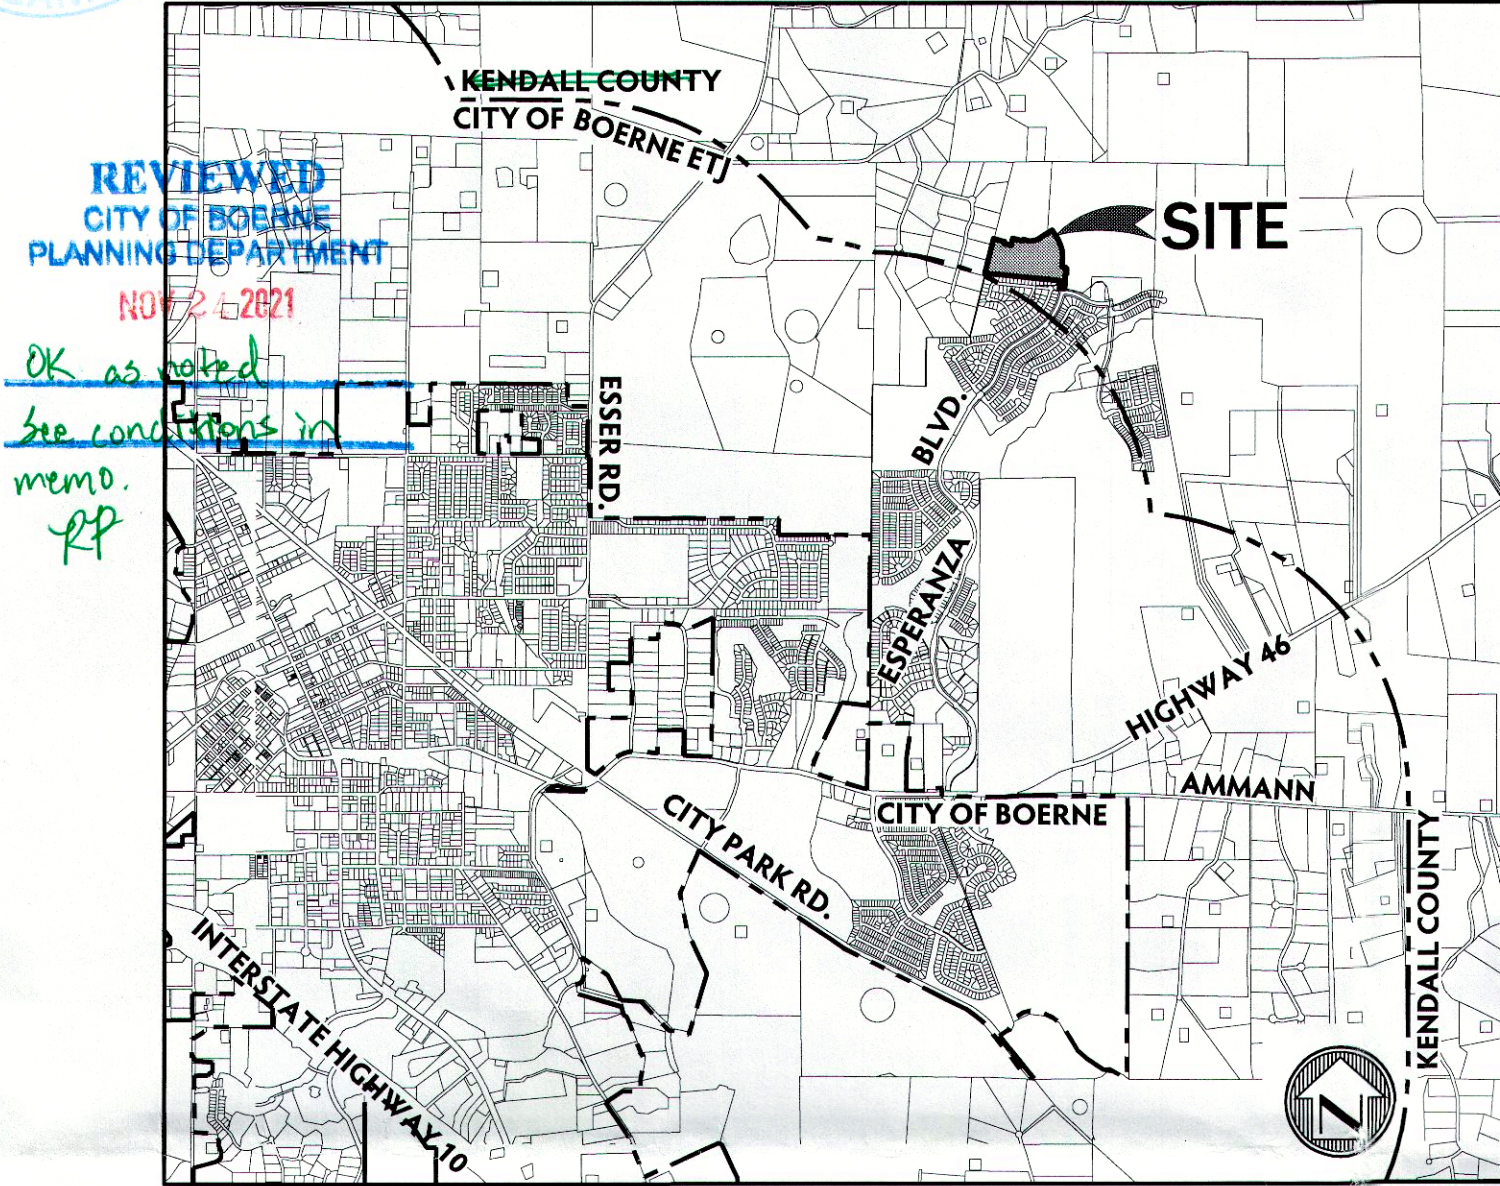 KENDALL COUNTY
CITY OF BOERNE ETJ
REVIEWED
CITY OF BOERNE
PLANNING DEPARTMENT
NOV 24 2021
OK as noted
See conditions in
memo.
RP
SITE
ESSER RD.
BLVD.
ESPERANZA
HIGHWAY 46
AMMANN
CITY OF BOERNE
CITY PARK RD.
KENDALL COUNTY
INTERSTATE HIGHWAY 10
N